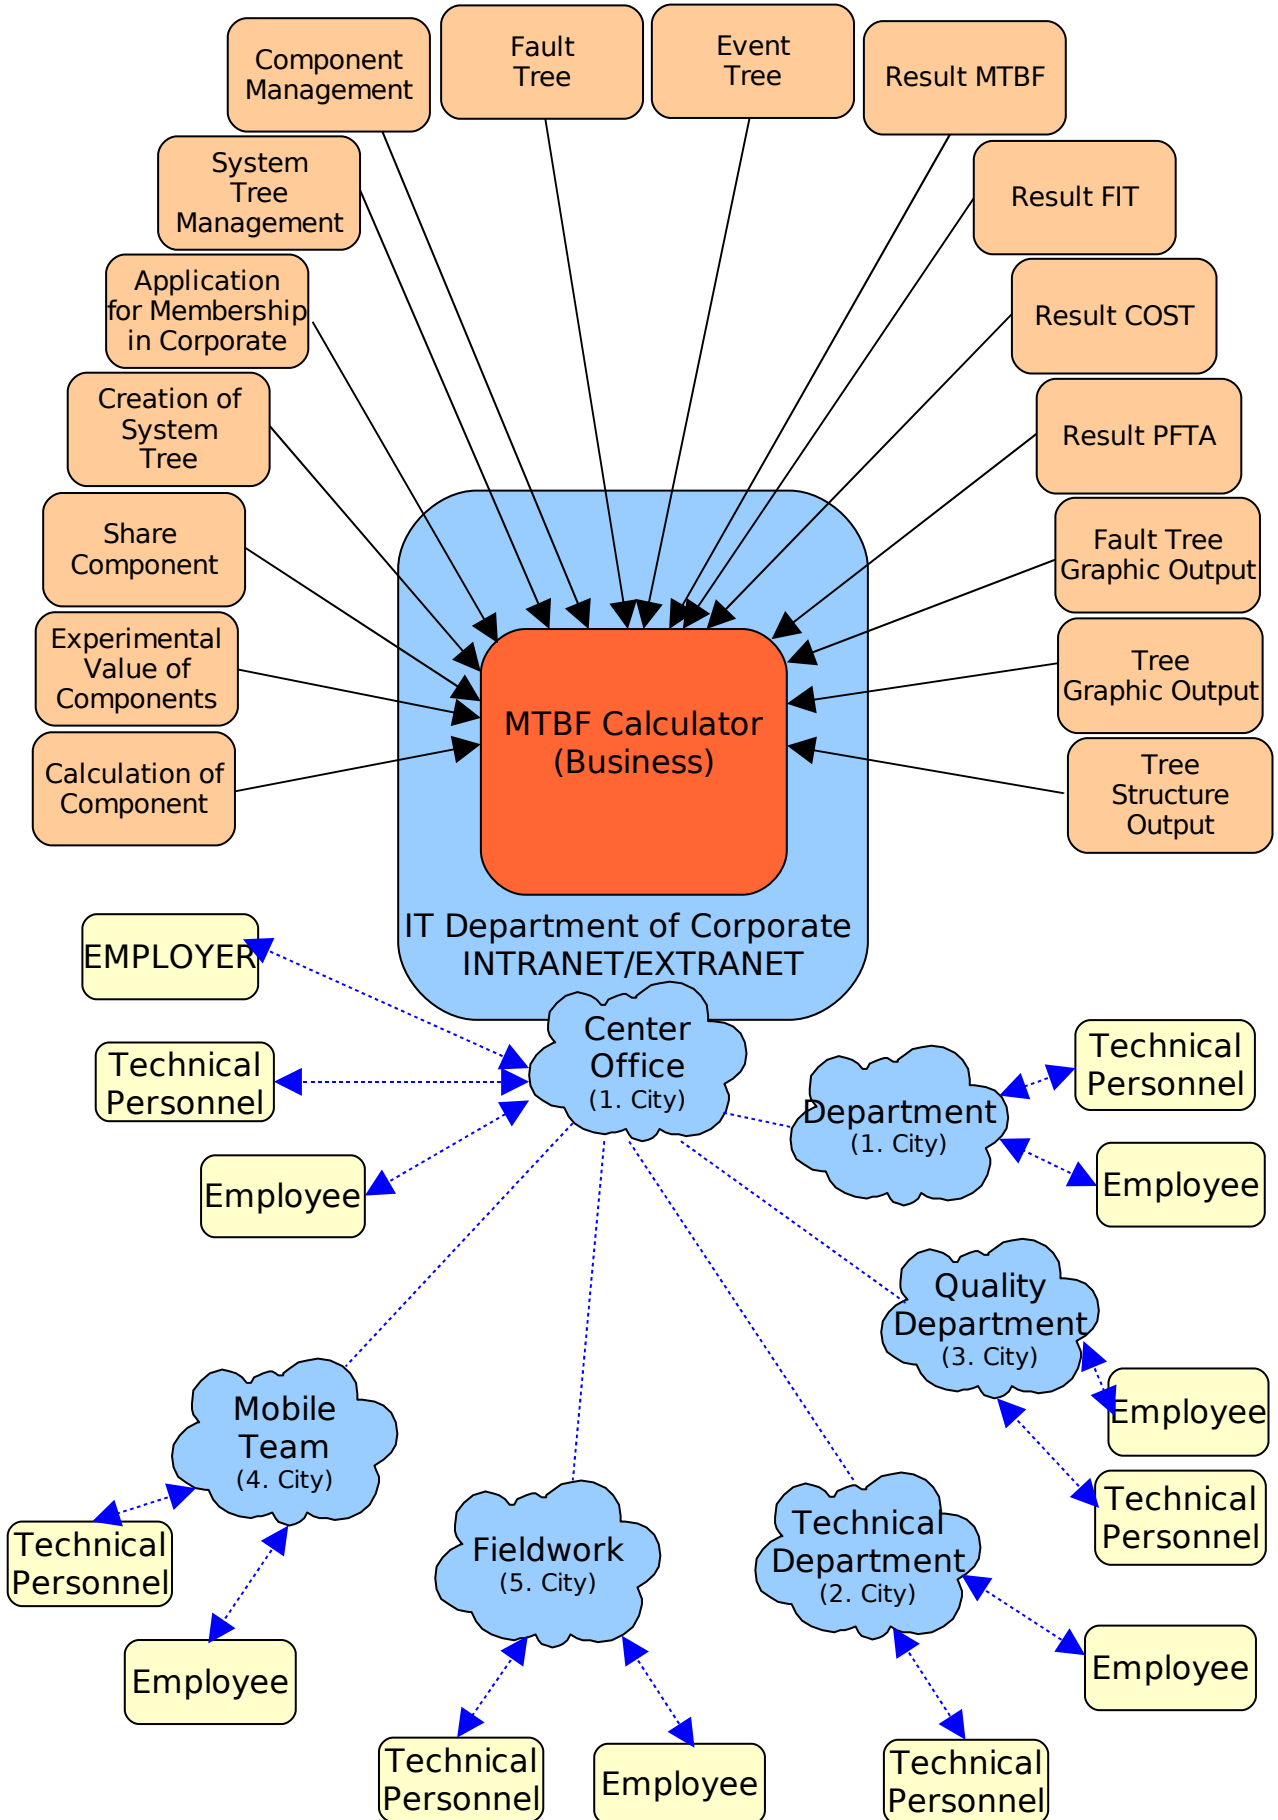 Component
Management
Fault
Tree
Event
Tree
Result MTBF
System
Tree
Management
Result FIT
Application
for Membership
in Corporate
Result COST
Creation of
System
Tree
Result PFTA
Share
Component
Fault Tree
Graphic Output
Experimental
Value of
Components
Tree
Graphic Output
Calculation of
Component
Tree
Structure
Output
MTBF Calculator
(Business)
IT Department of Corporate
INTRANET/EXTRANET
EMPLOYER
Center
Office
(1. City)
Technical
Personnel
Employee
Department
(1. City)
Technical
Personnel
Employee
Quality
Department
(3. City)
Employee
Technical
Personnel
Mobile
Team
(4. City)
Technical
Personnel
Employee
Fieldwork
(5. City)
Technical
Personnel
Employee
Technical
Department
(2. City)
Employee
Technical
Personnel